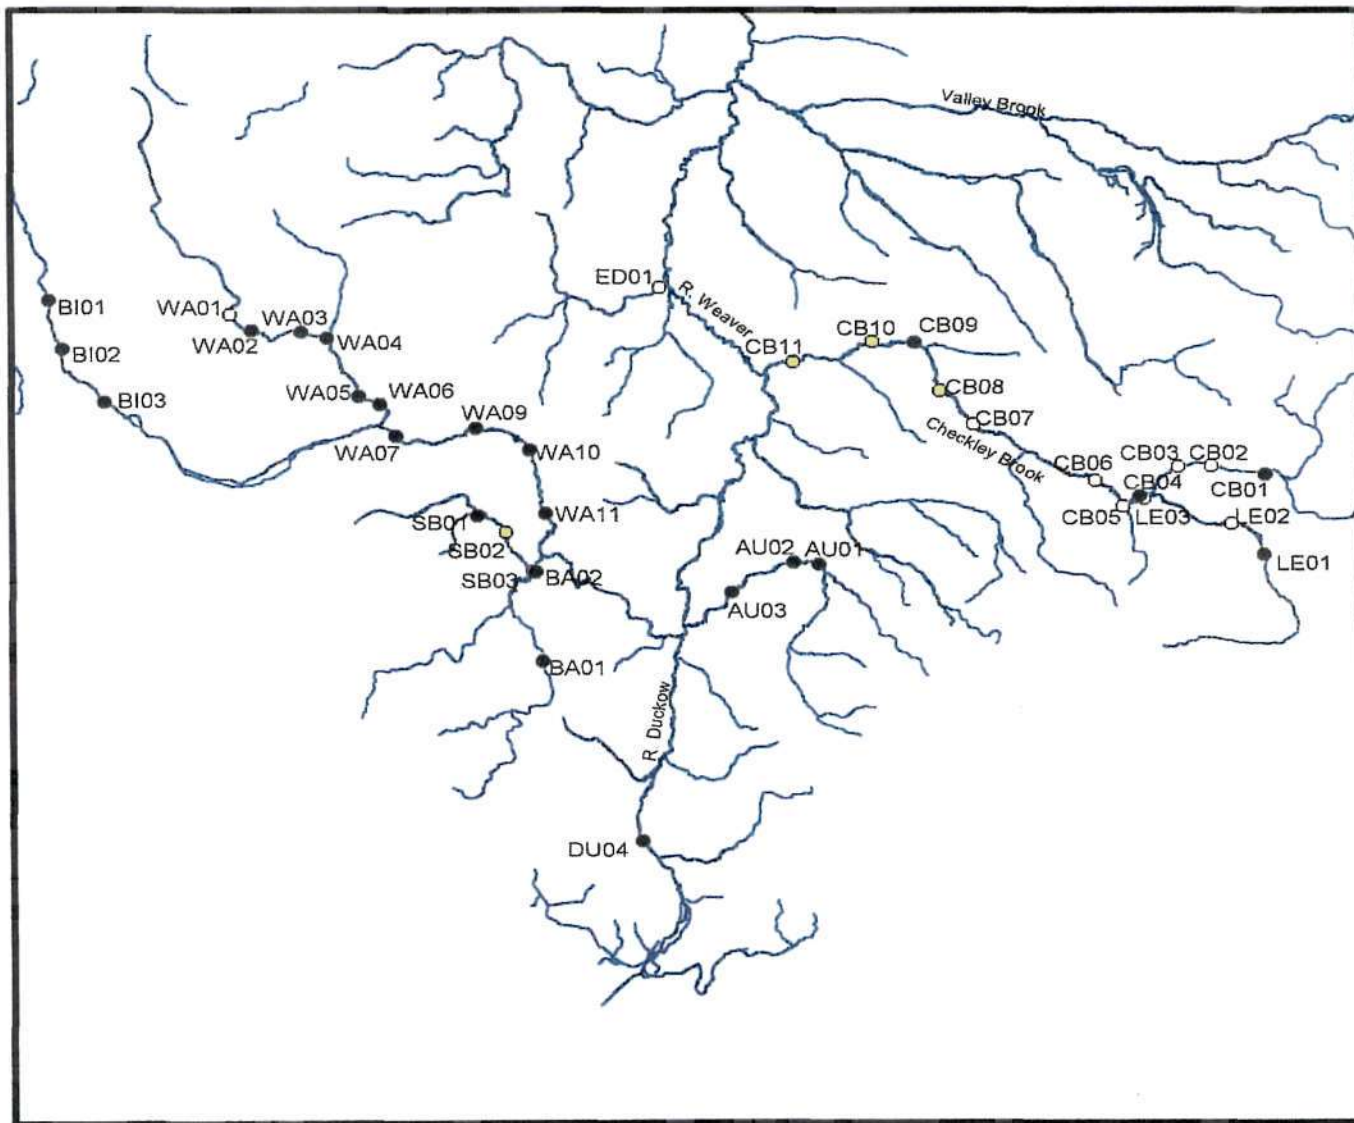 Valley Brook
BI01
BI02
BI03
WA01
WA02
WA03
WA04
WA05
WA06
WA07
WA09
WA10
WA11
SB01
SB02
SB03
BA02
BA01
ED01
R. Weaver
CB11
CB10
CB09
CB08
CB07
Checkley Brook
CB06
CB03
CB02
CB04
CB01
CB05
LE03
LE02
LE01
AU02
AU01
AU03
R. Duckow
DU04